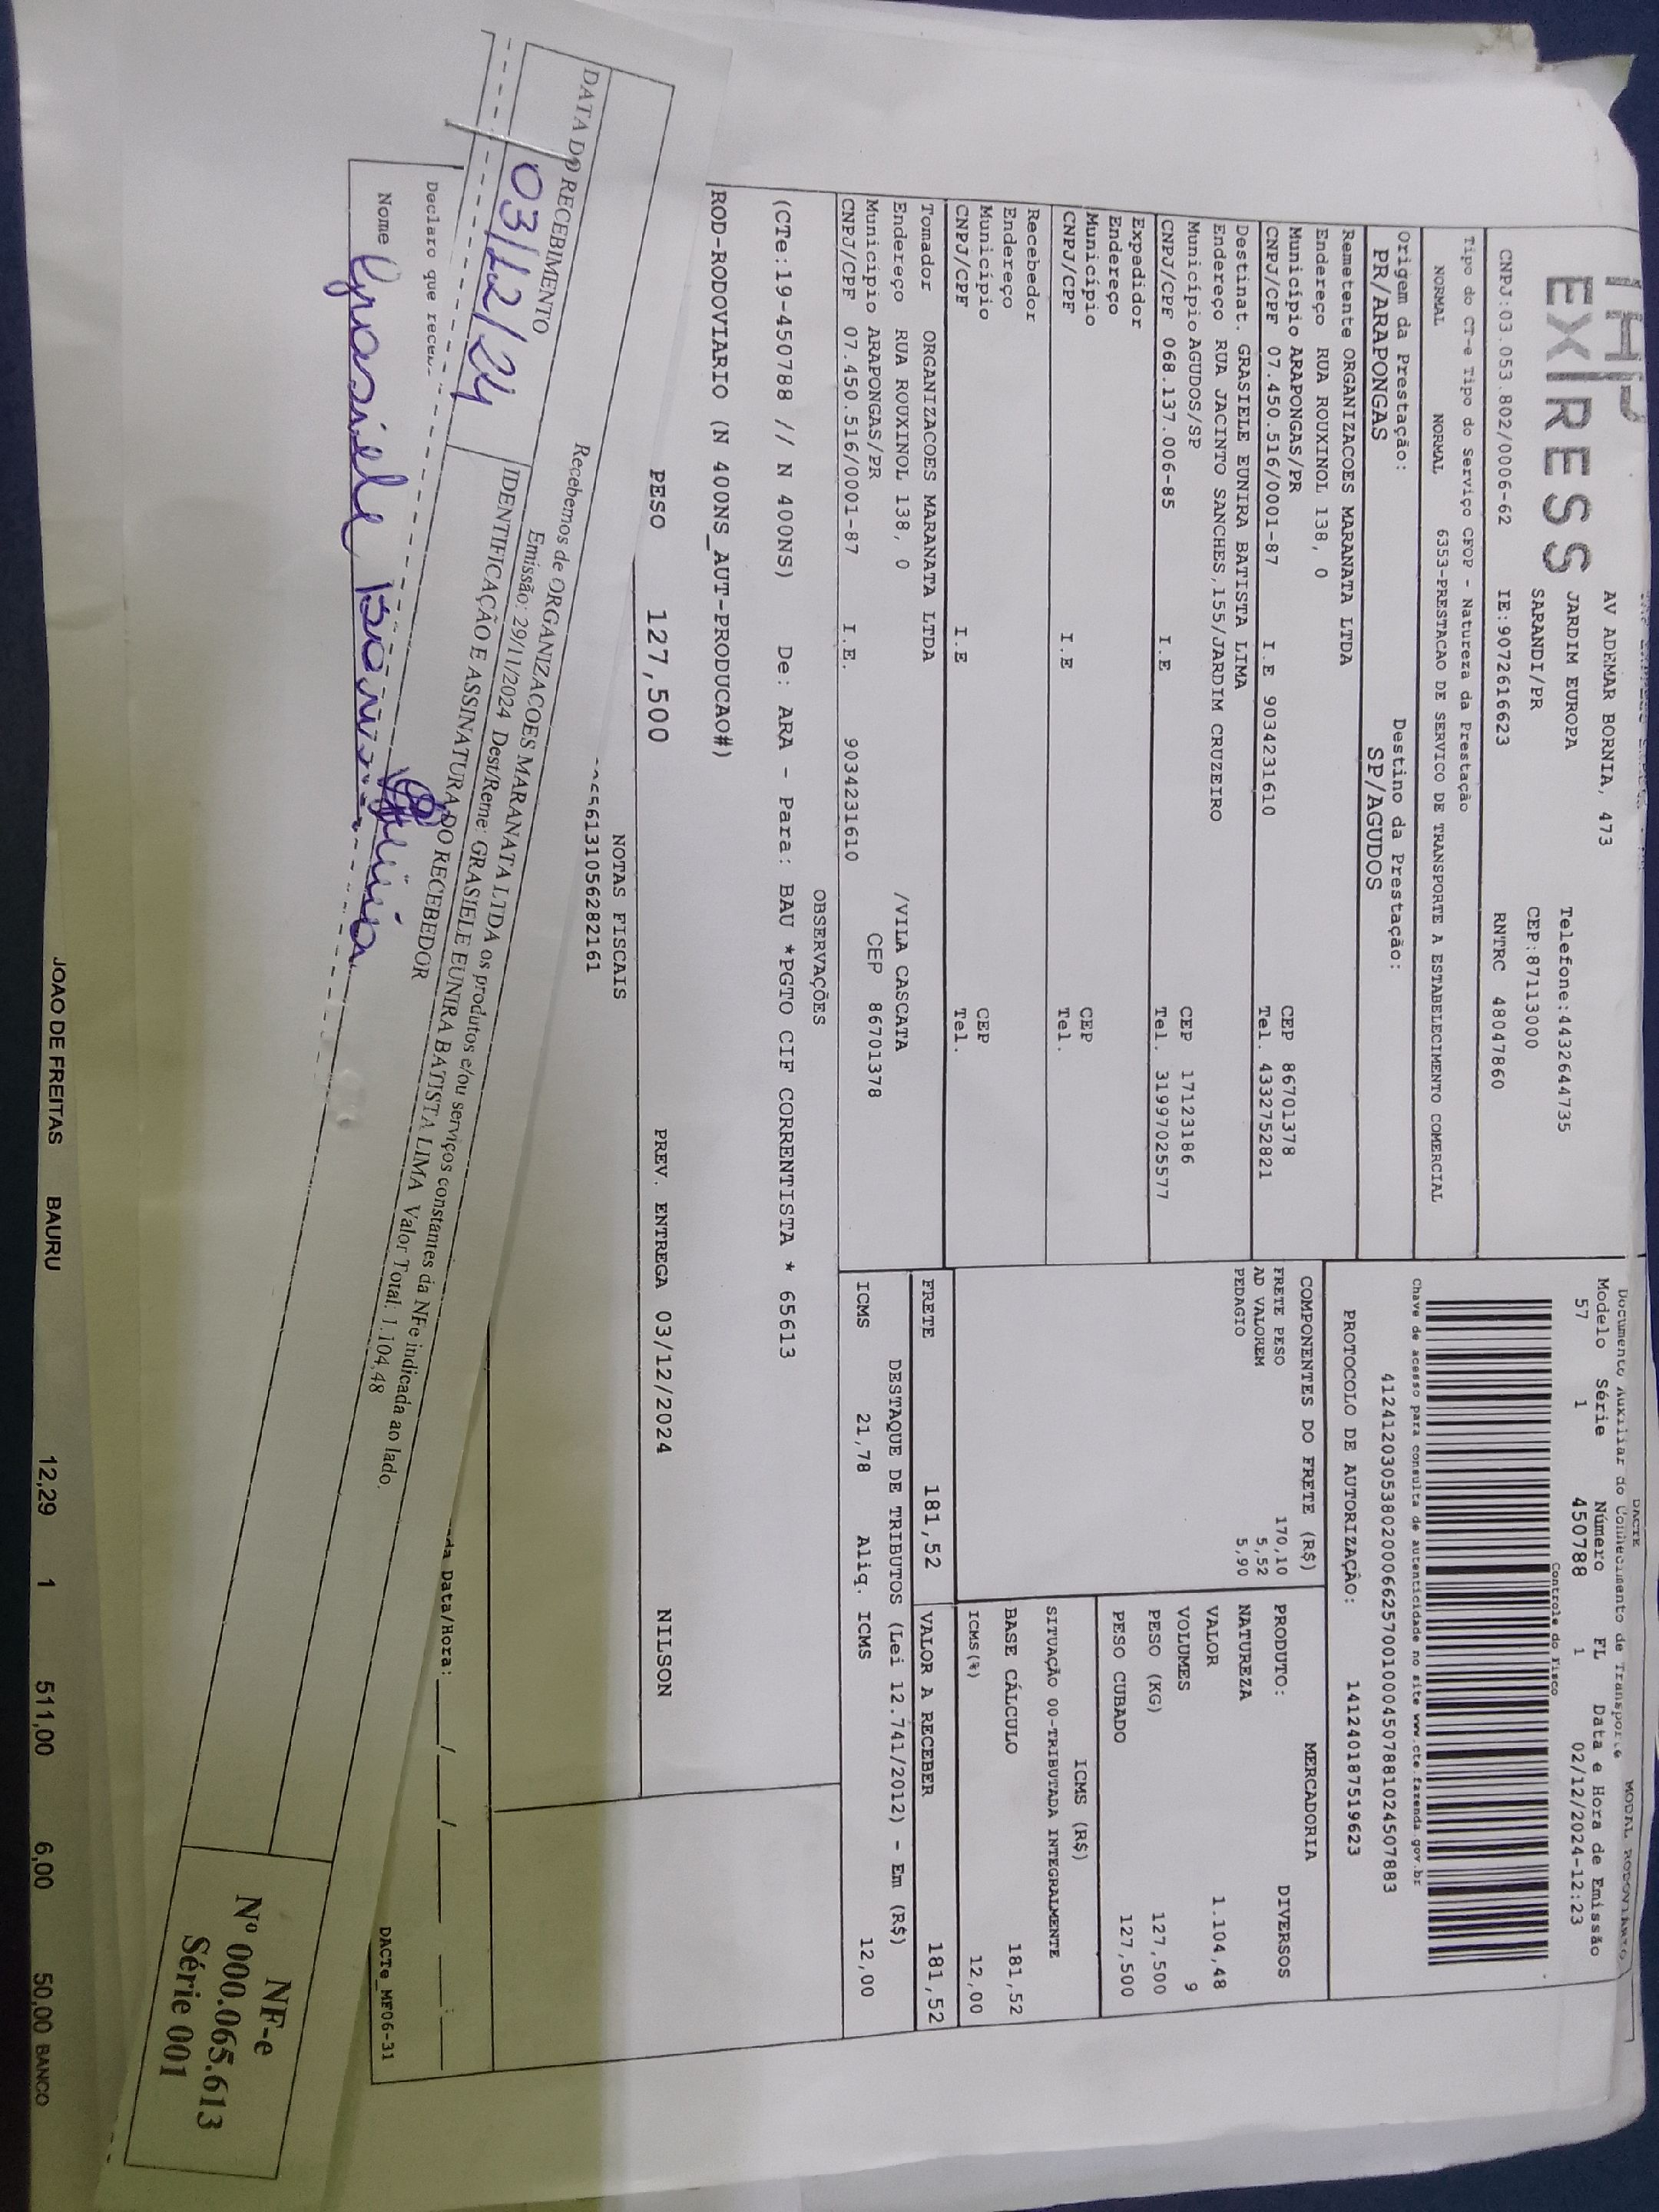 EXPRESS
AV ADEMAR BORNIA, 473
JARDIM EUROPA
Telefone:4432644735
SARANDI/PR
CEP:87113000
CNPJ:03.053.802/0006-62 IE:9072616623 RNTRC 48047860
Tipo do CT-e Tipo do Serviço CFOP - Natureza da Prestação
NORMAL NORMAL 6353-PRESTACAO DE SERVICO DE TRANSPORTE A ESTABELECIMENTO COMERCIAL
Origem da Prestação: Destino da Prestação:
PR/ARAPONGAS SP/AGUDOS
DACTE
MODAL RODOVIARIO
Documento Auxiliar do Conhecimento de Transporte
Modelo Série Número FL Data e Hora de Emissão
57 1 450788 1 02/12/2024-12:23
Controle do Fisco
Chave de acesso para consulta de autenticidade no site www.cte.fazenda.gov.br
41241203053802000662570010004507881024507883
PROTOCOLO DE AUTORIZAÇÃO: 141240187519623
Remetente ORGANIZACOES MARANATA LTDA
Endereço RUA ROUXINOL 138, 0
Município ARAPONGAS/PR CEP 86701378
CNPJ/CPF 07.450.516/0001-87 I.E 9034231610 Tel. 4332752821
Destinat. GRASIELE EUNIRA BATISTA LIMA
Endereço RUA JACINTO SANCHES,155/JARDIM CRUZEIRO
Município AGUDOS/SP CEP 17123186
CNPJ/CPF 068.137.006-85 I.E Tel. 31997025577
Expedidor
Endereço
Município CEP
CNPJ/CPF I.E Tel.
Recebedor
Endereço
Município CEP
CNPJ/CPF I.E Tel.
Tomador ORGANIZACOES MARANATA LTDA
Endereço RUA ROUXINOL 138, 0 /VILA CASCATA
Município ARAPONGAS/PR CEP 86701378
CNPJ/CPF 07.450.516/0001-87 I.E. 9034231610
COMPONENTES DO FRETE (R$)
FRETE PESO 170,10
AD VALOREM 5,52
PEDAGIO 5,90
MERCADORIA
PRODUTO: DIVERSOS
NATUREZA
VALOR 1.104,48
VOLUMES 9
PESO (KG) 127,500
PESO CUBADO 127,500
ICMS (R$)
SITUAÇÃO 00-TRIBUTADA INTEGRALMENTE
BASE CÁLCULO 181,52
ICMS(%) 12,00
FRETE 181,52 VALOR A RECEBER 181,52
DESTAQUE DE TRIBUTOS (Lei 12.741/2012) - Em (R$)
ICMS 21,78 Aliq. ICMS 12,00
OBSERVAÇÕES
(CTe:19-450788 // N 400NS) De: ARA - Para: BAU *PGTO CIF CORRENTISTA * 65613
ROD-RODOVIARIO (N 400NS_AUT-PRODUCAO#)
PESO 127,500 PREV. ENTREGA 03/12/2024 NILSON
NOTAS FISCAIS
56131056282161
Recebemos de ORGANIZACOES MARANATA LTDA os produtos e/ou serviços constantes da NFe indicada ao lado.
Emissão: 29/11/2024 Dest/Reme: GRASIELE EUNIRA BATISTA LIMA Valor Total: 1.104,48
DATA DO RECEBIMENTO
03/12/24
IDENTIFICAÇÃO E ASSINATURA DO RECEBEDOR
NF-e
Nº 000.065.613
Série 001
Declaro que
Data/Hora: ___/___/___ __:__
Nome Grasiele
DACTe_MF06-31
JOAO DE FREITAS BAURU 12,29 1 511,00 6,00 50,00 BANCO